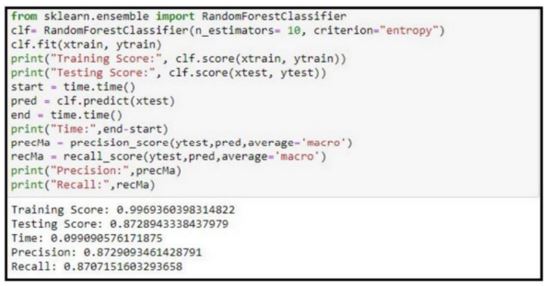 from sklearn.ensemble import RandomForestClassifier
clf= RandomForestClassifier(n_estimators= 10, criterion="entropy")
clf.fit(xtrain, ytrain)
print("Training Score:", clf.score(xtrain, ytrain))
print("Testing Score:", clf.score(xtest, ytest))
start = time.time()
pred = clf.predict(xtest)
end = time.time()
print("Time:",end-start)
precMa = precision_score(ytest,pred,average='macro')
recMa = recall_score(ytest,pred,average='macro')
print("Precision:",precMa)
print("Recall:",recMa)
Training Score: 0.9969360398314822
Testing Score: 0.8728943338437979
Time: 0.099090576171875
Precision: 0.8729093461428791
Recall: 0.8707151603293658